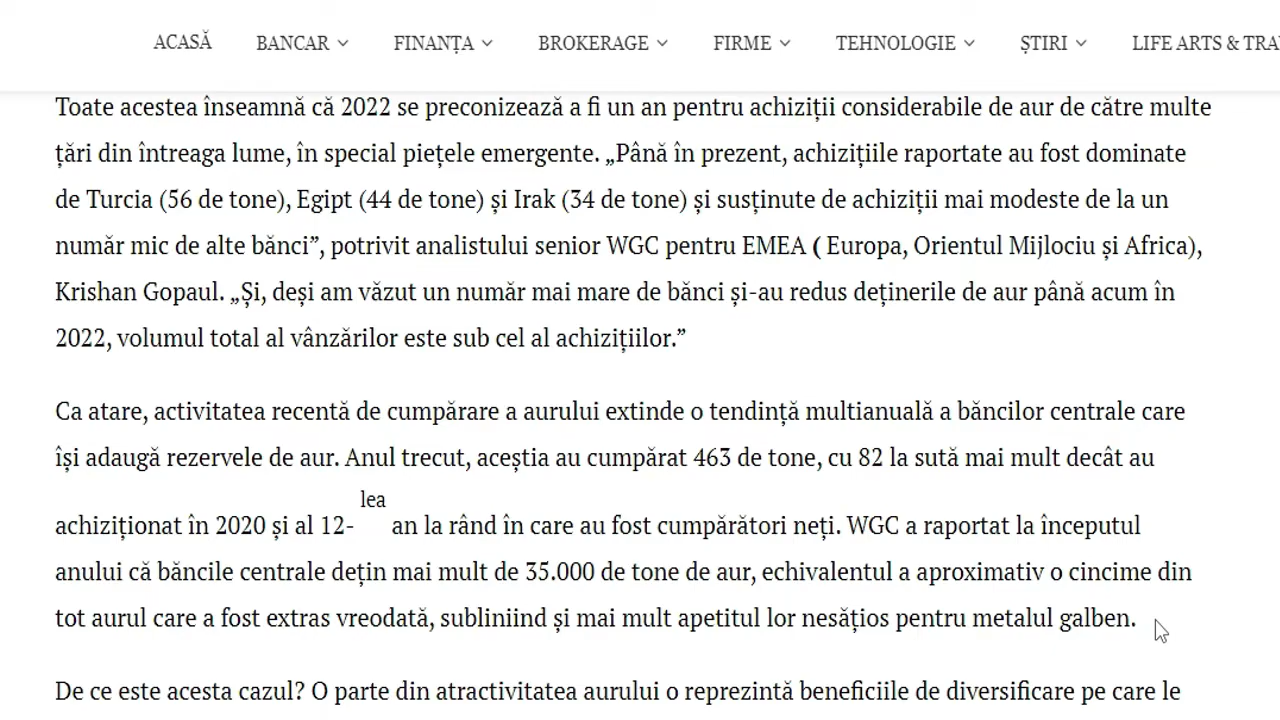 ACASĂ BANCAR FINANȚA BROKERAGE FIRME TEHNOLOGIE ȘTIRI LIFE ARTS & TRA
Toate acestea înseamnă că 2022 se preconizează a fi un an pentru achiziții considerabile de aur de către multe
țări din întreaga lume, în special piețele emergente. „Până în prezent, achizițiile raportate au fost dominate
de Turcia (56 de tone), Egipt (44 de tone) și Irak (34 de tone) și susținute de achiziții mai modeste de la un
număr mic de alte bănci”, potrivit analistului senior WGC pentru EMEA ( Europa, Orientul Mijlociu și Africa),
Krishan Gopaul. „Și, deși am văzut un număr mai mare de bănci și-au redus deținerile de aur până acum în
2022, volumul total al vânzărilor este sub cel al achizițiilor.”
Ca atare, activitatea recentă de cumpărare a aurului extinde o tendință multianuală a băncilor centrale care
își adaugă rezervele de aur. Anul trecut, aceștia au cumpărat 463 de tone, cu 82 la sută mai mult decât au
achiziționat în 2020 și al 12-lea an la rând în care au fost cumpărători neți. WGC a raportat la începutul
anului că băncile centrale dețin mai mult de 35.000 de tone de aur, echivalentul a aproximativ o cincime din
tot aurul care a fost extras vreodată, subliniind și mai mult apetitul lor nesățios pentru metalul galben.
De ce este acesta cazul? O parte din atractivitatea aurului o reprezintă beneficiile de diversificare pe care le